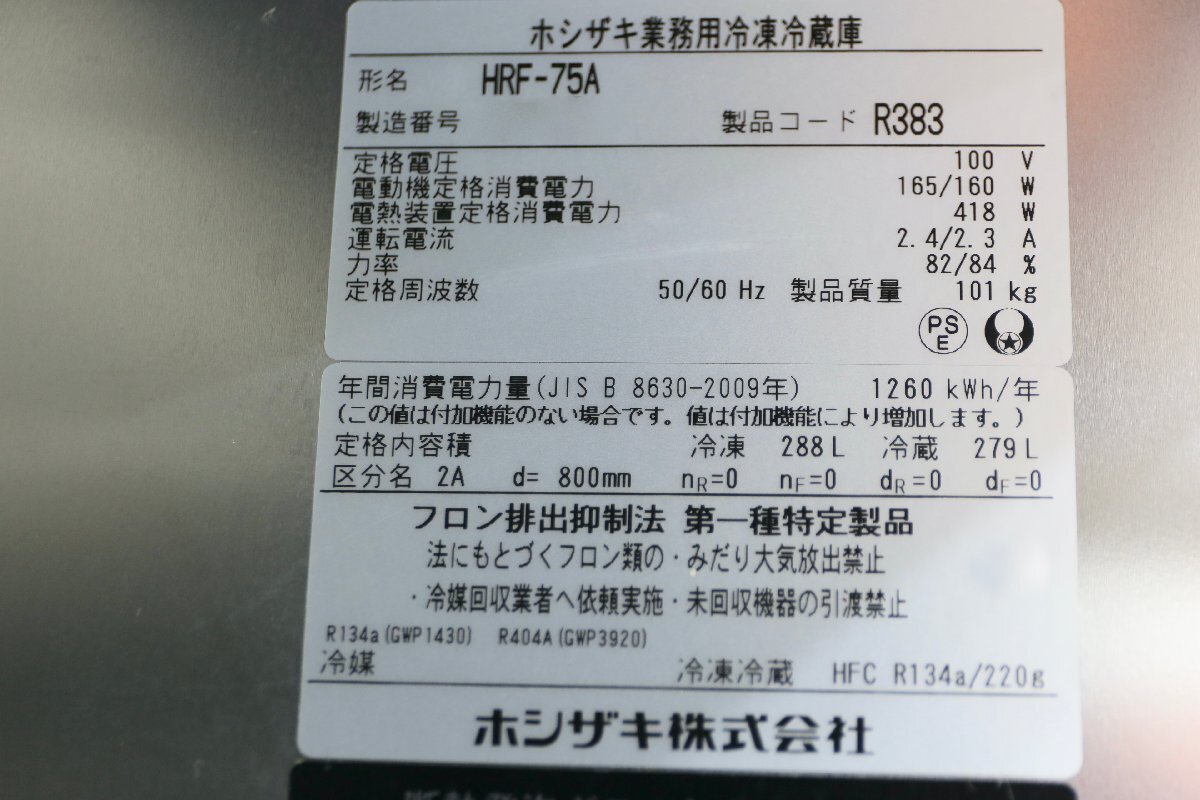 ホシザキ業務用冷凍冷蔵庫
形名 HRF-75A
製造番号 製品コード R383
定格電圧 100 V
電動機定格消費電力 165/160 W
電熱装置定格消費電力 418 W
運転電流 2.4/2.3 A
力率 82/84 %
定格周波数 50/60 Hz 製品質量 101 kg
PS
E
年間消費電力量(JIS B 8630-2009年) 1260 kWh/年
(この値は付加機能のない場合です。値は付加機能により増加します。)
定格内容積 冷凍 288 L 冷蔵 279 L
区分名 2A d= 800mm nR=0 nF=0 dR=0 dF=0
フロン排出抑制法 第一種特定製品
法にもとづくフロン類の・みだり大気放出禁止
・冷媒回収業者へ依頼実施・未回収機器の引渡禁止
R134a(GWP1430) R404A(GWP3920)
冷媒 冷凍冷蔵 HFC R134a/220g
ホシザキ株式会社